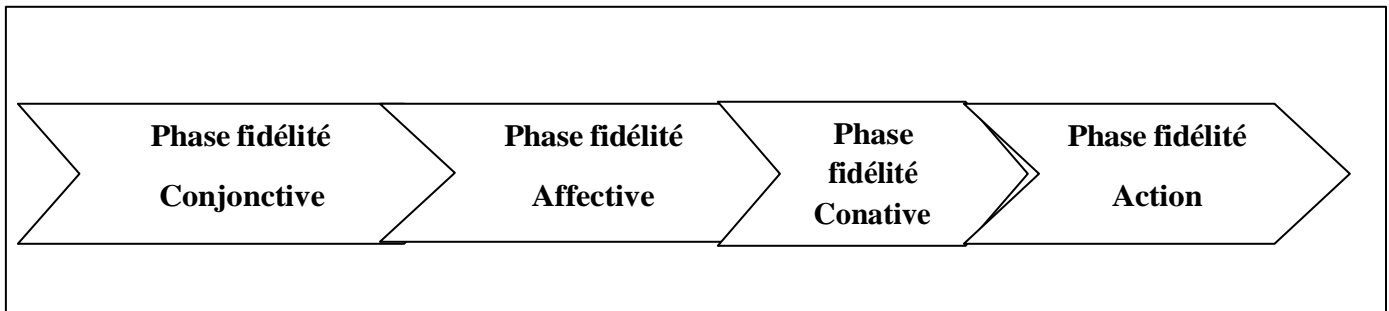 Phase fidélité
Conjonctive
Phase fidélité
Affective
Phase
fidélité
Conative
Phase fidélité
Action